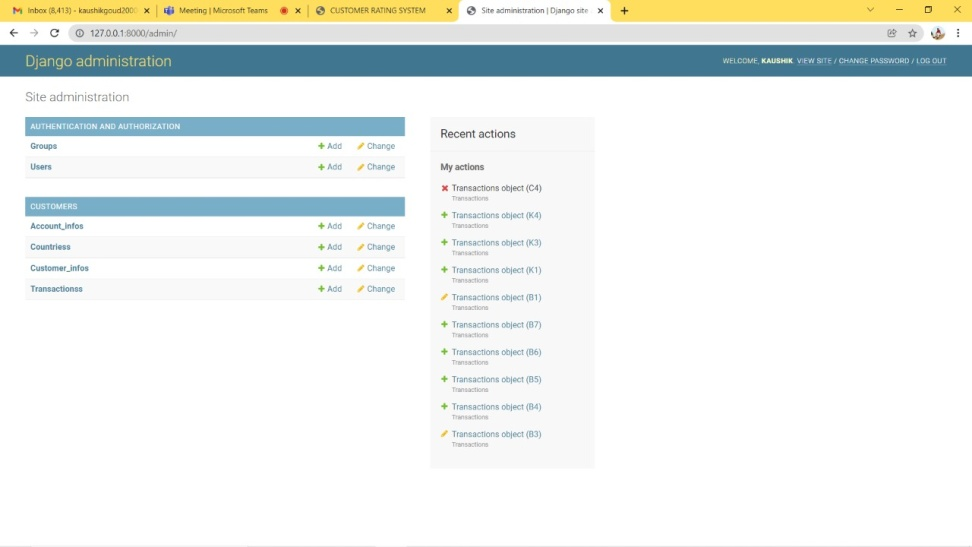 Inbox (8,413) - kaushikgoud2000
Meeting | Microsoft Teams
CUSTOMER RATING SYSTEM
Site administration | Django site
127.0.0.1:8000/admin/
Django administration
WELCOME, KAUSHIK. VIEW SITE / CHANGE PASSWORD / LOG OUT
Site administration
AUTHENTICATION AND AUTHORIZATION
Groups Add Change
Users Add Change
CUSTOMERS
Account_infos Add Change
Countriess Add Change
Customer_infos Add Change
Transactionss Add Change
Recent actions
My actions
Transactions object (C4)
Transactions
Transactions object (K4)
Transactions
Transactions object (K3)
Transactions
Transactions object (K1)
Transactions
Transactions object (B1)
Transactions
Transactions object (B7)
Transactions
Transactions object (B6)
Transactions
Transactions object (B5)
Transactions
Transactions object (B4)
Transactions
Transactions object (B3)
Transactions